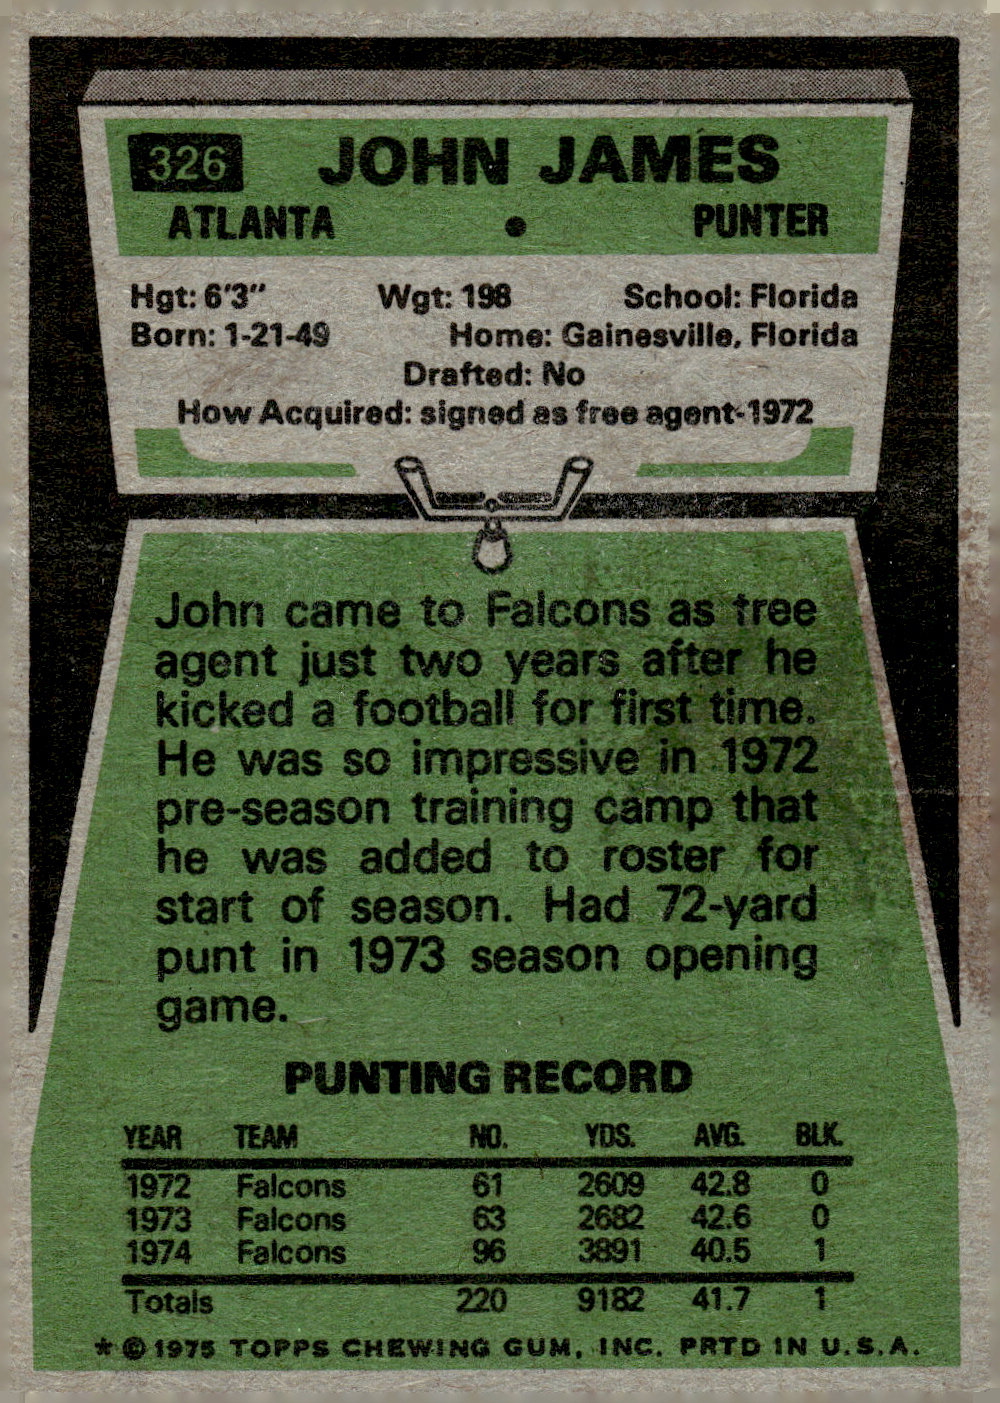 326 JOHN JAMES
ATLANTA • PUNTER
Hgt: 6'3" Wgt: 198 School: Florida
Born: 1-21-49 Home: Gainesville, Florida
Drafted: No
How Acquired: signed as free agent-1972
John came to Falcons as free
agent just two years after he
kicked a football for first time.
He was so impressive in 1972
pre-season training camp that
he was added to roster for
start of season. Had 72-yard
punt in 1973 season opening
game.
PUNTING RECORD
YEAR TEAM NO. YDS. AVG. BLK.
1972 Falcons 61 2609 42.8 0
1973 Falcons 63 2682 42.6 0
1974 Falcons 96 3891 40.5 1
Totals 220 9182 41.7 1
* © 1975 TOPPS CHEWING GUM, INC. PRTD IN U.S.A.